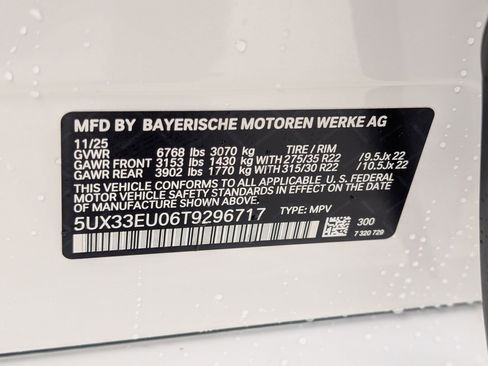 MFD BY BAYERISCHE MOTOREN WERKE AG
11/25
GVWR 6768 lbs 3070 kg TIRE / RIM
GAWR FRONT 3153 lbs 1430 kg WITH 275/35 R22 / 9.5Jx 22
GAWR REAR 3902 lbs 1770 kg WITH 315/30 R22 / 10.5Jx 22
THIS VEHICLE CONFORMS TO ALL APPLICABLE U.S. FEDERAL
MOTOR VEHICLE SAFETY STANDARDS IN EFFECT ON THE
DATE OF MANUFACTURE SHOWN ABOVE.
5UX33EU06T9296717 TYPE: MPV
300
7 320 729